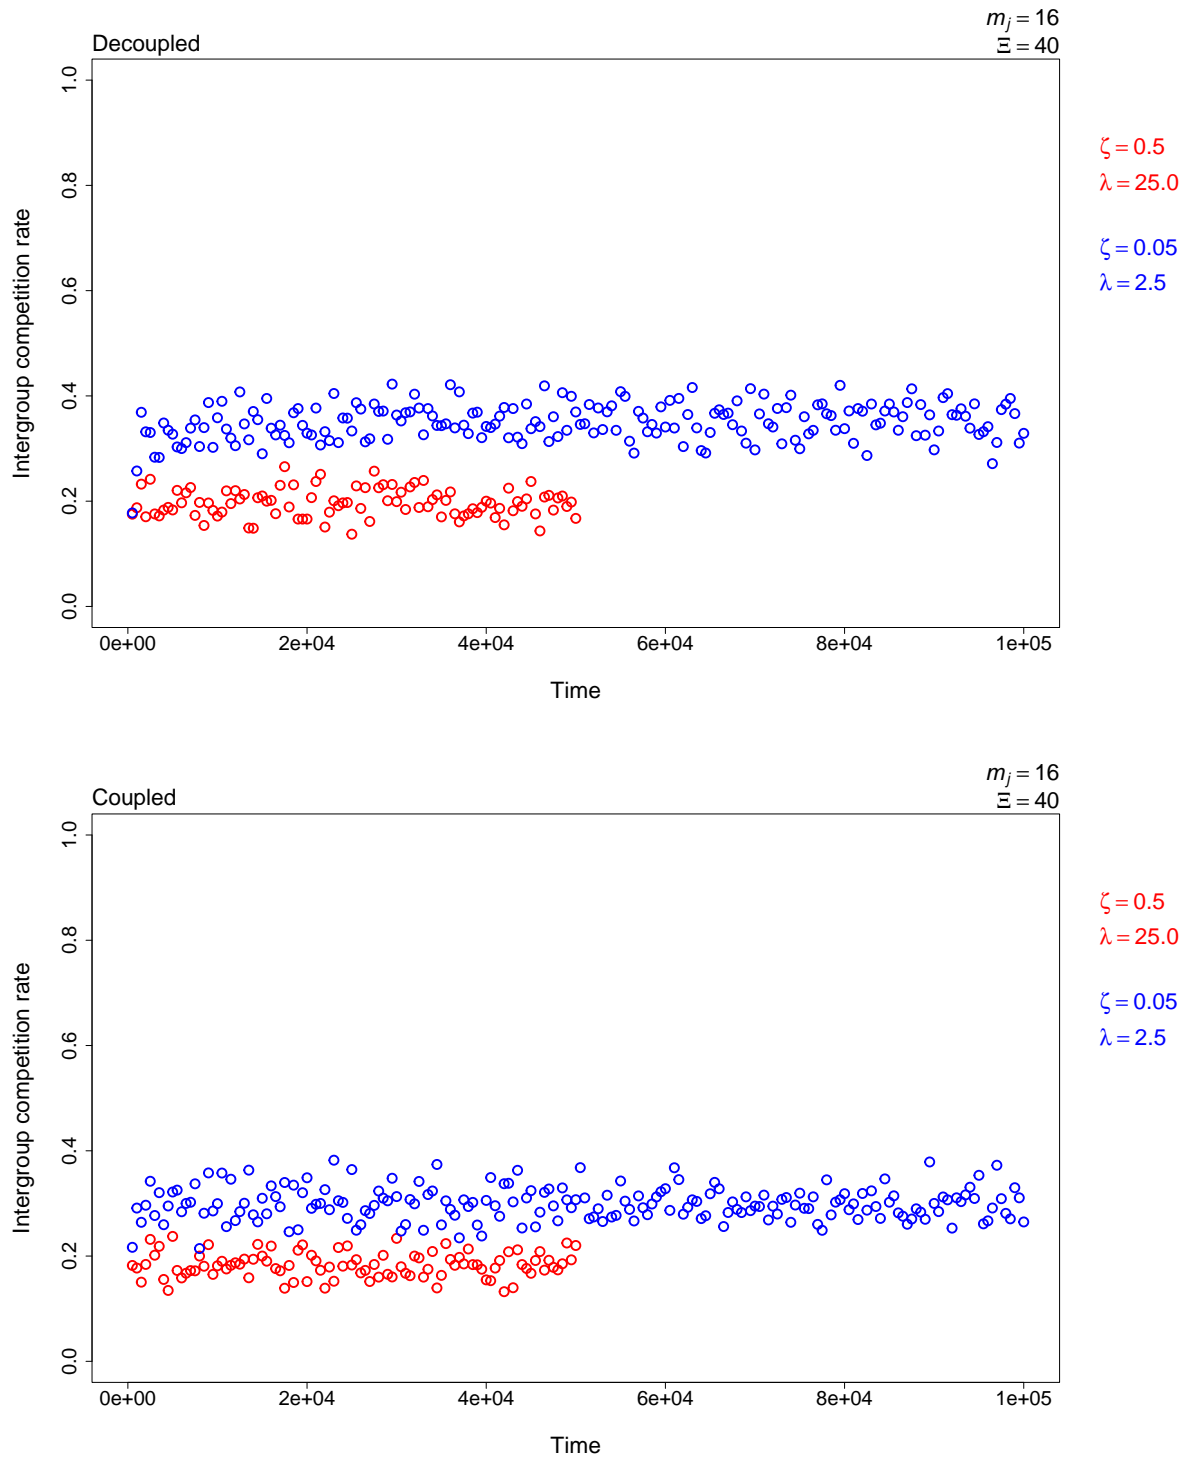 m_j = 16
Decoupled
Ξ = 40
1.0
0.8
0.6
0.4
0.2
0.0
Intergroup competition rate
ζ = 0.5
λ = 25.0
ζ = 0.05
λ = 2.5
0e+00 2e+04 4e+04 6e+04 8e+04 1e+05
Time
m_j = 16
Coupled
Ξ = 40
1.0
0.8
0.6
0.4
0.2
0.0
Intergroup competition rate
ζ = 0.5
λ = 25.0
ζ = 0.05
λ = 2.5
0e+00 2e+04 4e+04 6e+04 8e+04 1e+05
Time